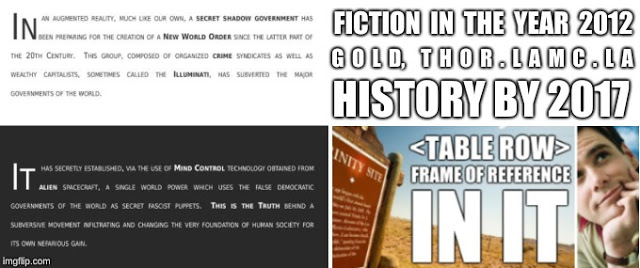 IN AN AUGMENTED REALITY, MUCH LIKE OUR OWN, A SECRET SHADOW GOVERNMENT HAS
BEEN PREPARING FOR THE CREATION OF A NEW WORLD ORDER SINCE THE LATTER PART OF
THE 20TH CENTURY. THIS GROUP, COMPOSED OF ORGANIZED CRIME SYNDICATES AS WELL AS
WEALTHY CAPITALISTS, SOMETIMES CALLED THE ILLUMINATI, HAS SUBVERTED THE MAJOR
GOVERNMENTS OF THE WORLD.
FICTION IN THE YEAR 2012
GOLD, THOR.LAMC.LA
HISTORY BY 2017
IT HAS SECRETLY ESTABLISHED, VIA THE USE OF MIND CONTROL TECHNOLOGY OBTAINED FROM
ALIEN SPACECRAFT, A SINGLE WORLD POWER WHICH USES THE FALSE DEMOCRATIC
GOVERNMENTS OF THE WORLD AS SECRET FASCIST PUPPETS. THIS IS THE TRUTH BEHIND A
SUBVERSIVE MOVEMENT INFILTRATING AND CHANGING THE VERY FOUNDATION OF HUMAN SOCIETY FOR
ITS OWN NEFARIOUS GAIN.
<TABLE ROW>
FRAME OF REFERENCE
IN IT
INITY SITE
imgflip.com